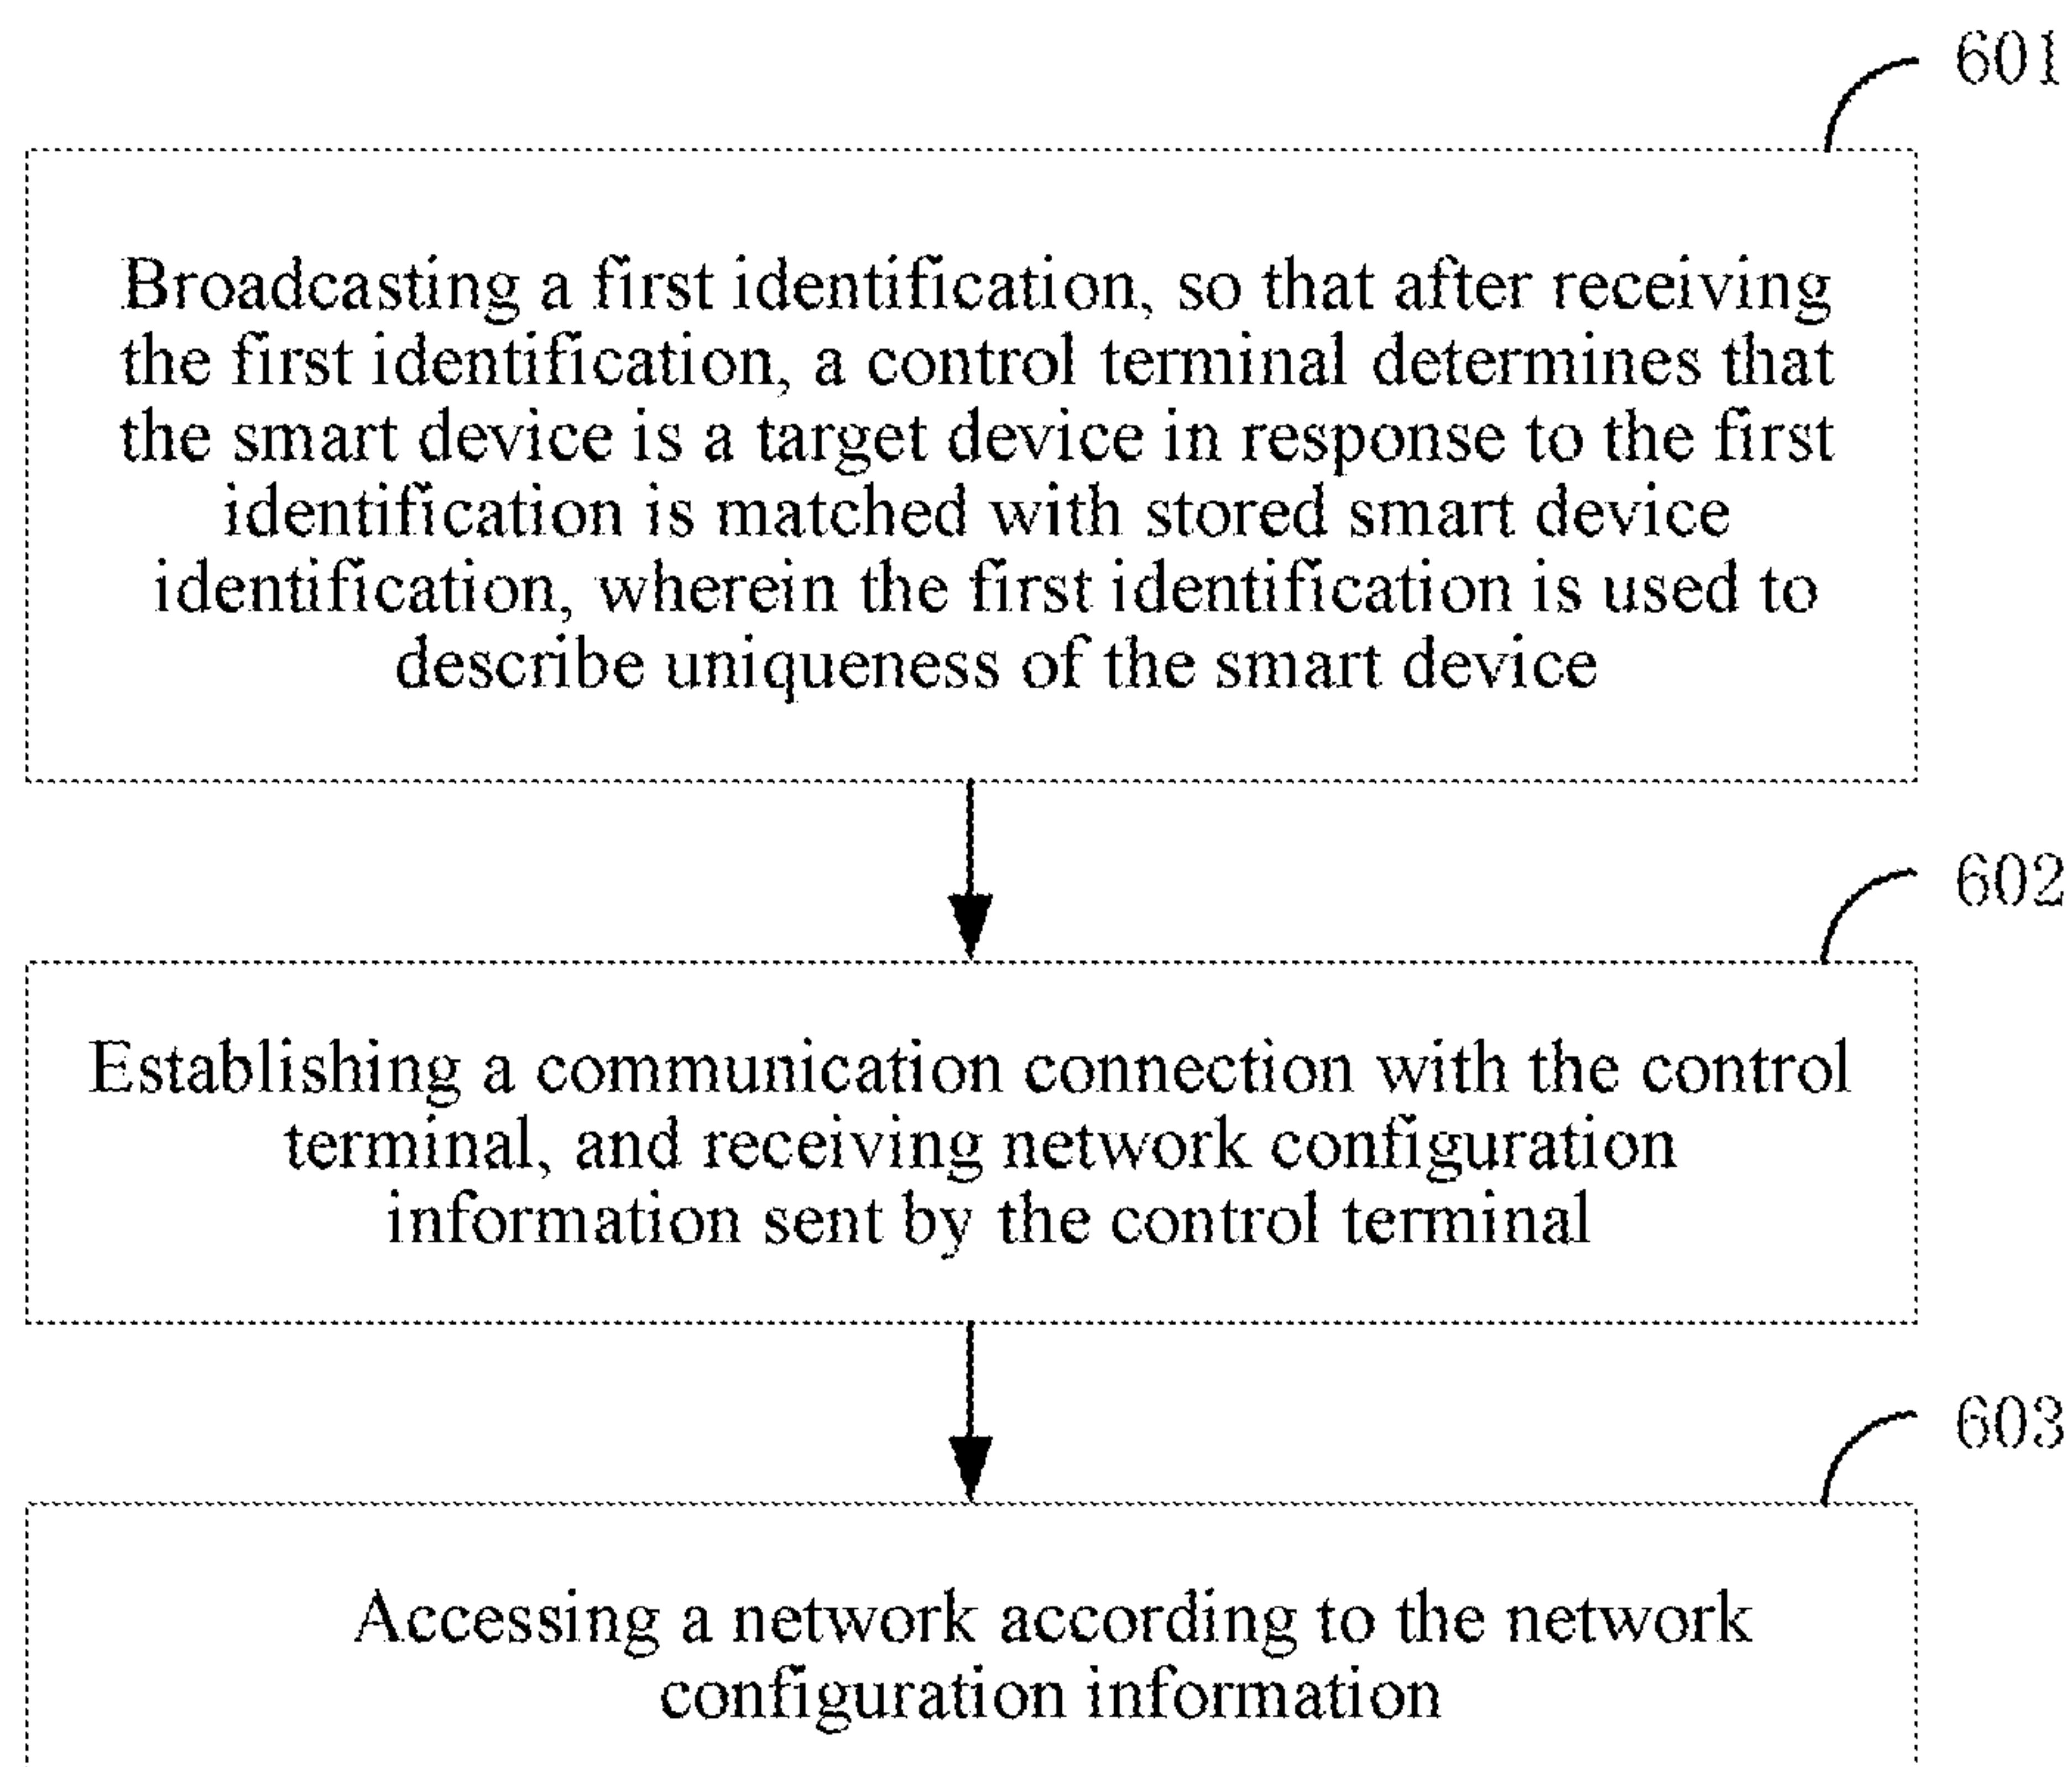 601
Broadcasting a first identification, so that after receiving
the first identification, a control terminal determines that
the smart device is a target device in response to the first
identification is matched with stored smart device
identification, wherein the first identification is used to
describe uniqueness of the smart device
602
Establishing a communication connection with the control
terminal, and receiving network configuration
information sent by the control terminal
603
Accessing a network according to the network
configuration information